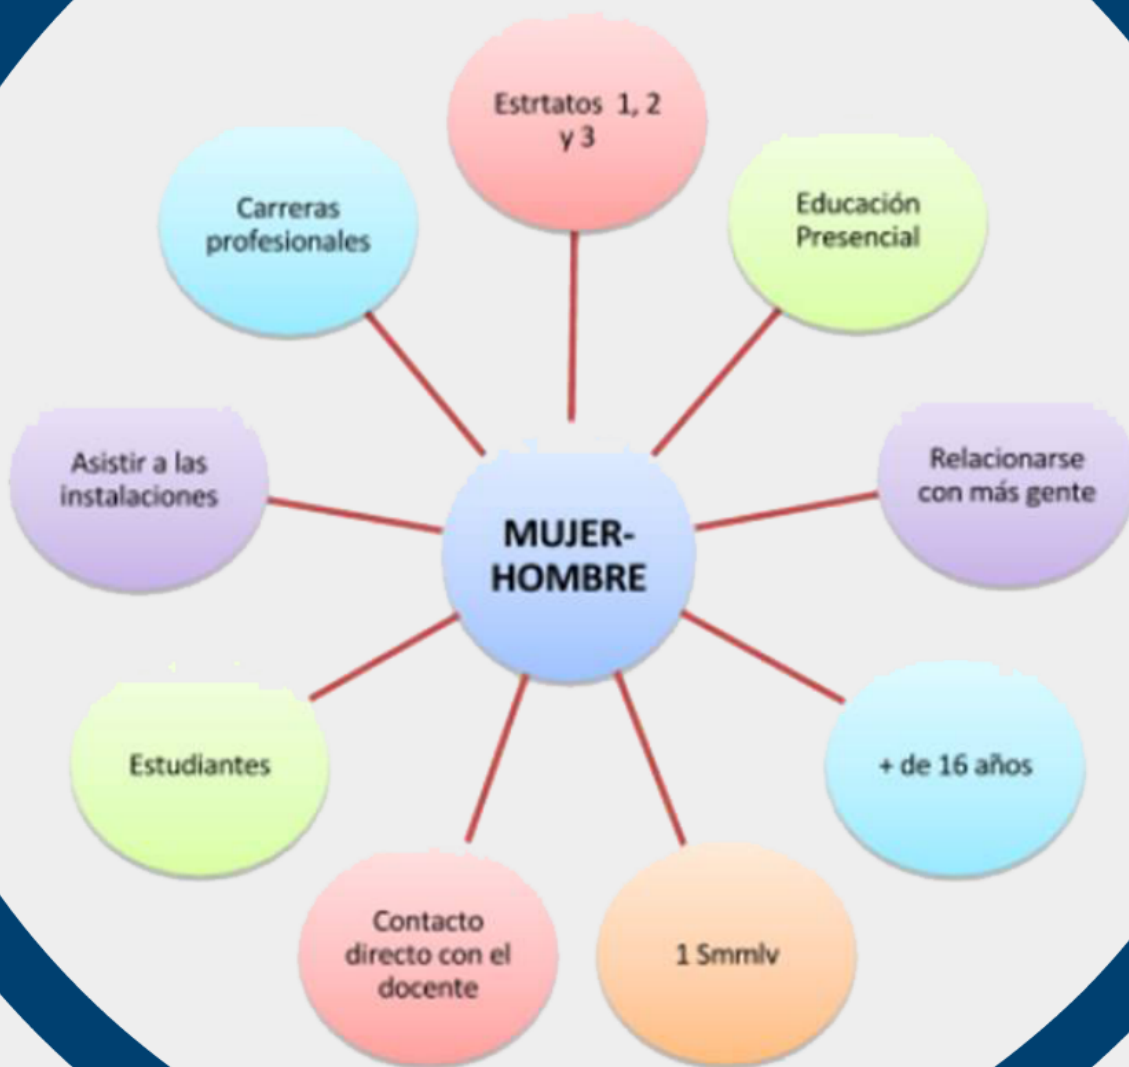 Estrtatos 1, 2
y 3
Educación
Presencial
Relacionarse
con más gente
+ de 16 años
1 Smmlv
Contacto
directo con el
docente
Estudiantes
Asistir a las
instalaciones
Carreras
profesionales
MUJER-
HOMBRE